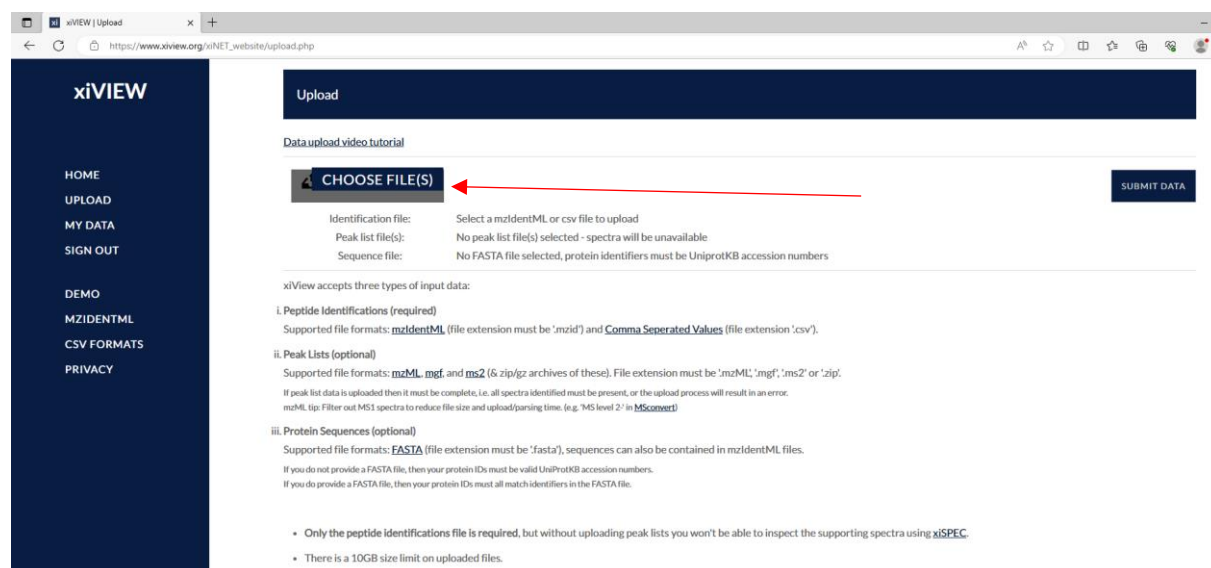 xi xiVIEW | Upload × +
https://www.xiview.org/xiNET_website/upload.php
xiVIEW
HOME
UPLOAD
MY DATA
SIGN OUT
DEMO
MZIDENTML
CSV FORMATS
PRIVACY
Upload
Data upload video tutorial
CHOOSE FILE(S)
SUBMIT DATA
Identification file: Select a mzIdentML or csv file to upload
Peak list file(s): No peak list file(s) selected - spectra will be unavailable
Sequence file: No FASTA file selected, protein identifiers must be UniprotKB accession numbers
xiView accepts three types of input data:
i. Peptide Identifications (required)
Supported file formats: mzIdentML (file extension must be '.mzid') and Comma Seperated Values (file extension '.csv').
ii. Peak Lists (optional)
Supported file formats: mzML, mgf, and ms2 (& zip/gz archives of these). File extension must be '.mzML', '.mgf', '.ms2' or '.zip'.
If peak list data is uploaded then it must be complete, i.e. all spectra identified must be present, or the upload process will result in an error.
mzML tip: Filter out MS1 spectra to reduce file size and upload/parsing time. (e.g. 'MS level 2-' in MSconvert)
iii. Protein Sequences (optional)
Supported file formats: FASTA (file extension must be '.fasta'), sequences can also be contained in mzIdentML files.
If you do not provide a FASTA file, then your protein IDs must be valid UniProtKB accession numbers.
If you do provide a FASTA file, then your protein IDs must all match identifiers in the FASTA file.
• Only the peptide identifications file is required, but without uploading peak lists you won't be able to inspect the supporting spectra using xiSPEC.
• There is a 10GB size limit on uploaded files.